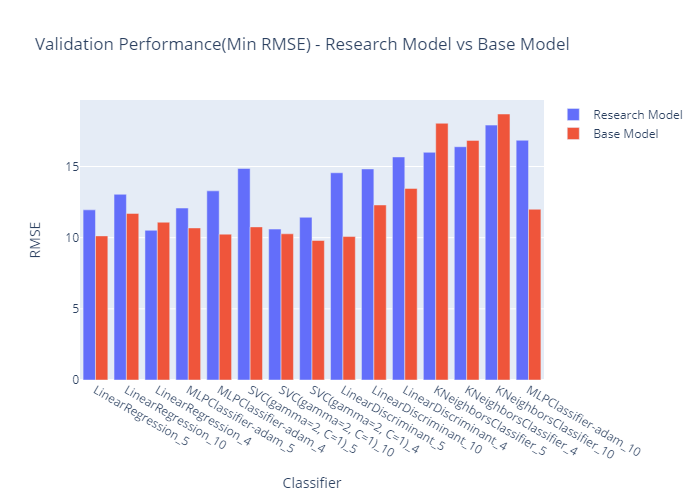 Validation Performance(Min RMSE) - Research Model vs Base Model
Research Model
Base Model
RMSE
15
10
5
0
LinearRegression_5
LinearRegression_10
LinearRegression_4
MLPClassifier-adam_5
MLPClassifier-adam_4
SVC(gamma=2, C=1)_5
SVC(gamma=2, C=1)_10
SVC(gamma=2, C=1)_4
LinearDiscriminant_5
LinearDiscriminant_10
LinearDiscriminant_4
KNeighborsClassifier_5
KNeighborsClassifier_4
KNeighborsClassifier_10
MLPClassifier-adam_10
Classifier